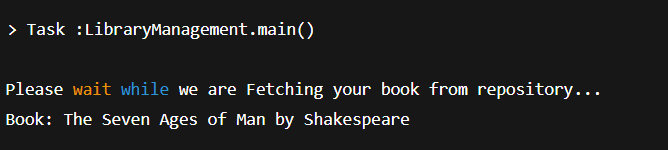 > Task :LibraryManagement.main()
Please wait while we are Fetching your book from repository...
Book: The Seven Ages of Man by Shakespeare